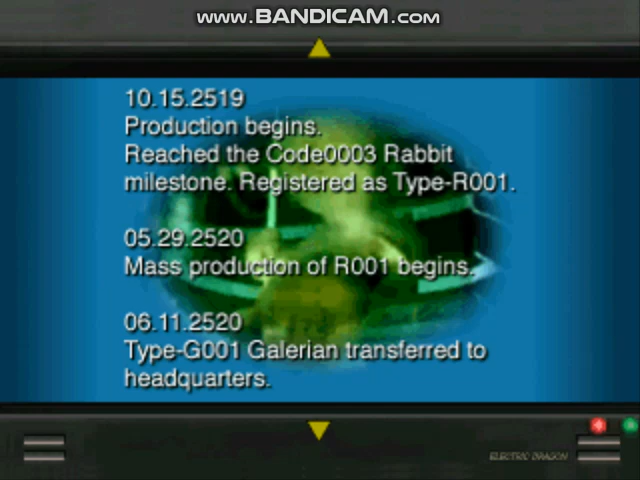 www.BANDICAM.com
10.15.2519
Production begins.
Reached the Code0003 Rabbit
milestone. Registered as Type-R001.
05.29.2520
Mass production of R001 begins.
06.11.2520
Type-G001 Galerian transferred to
headquarters.
ELECTRIC DRAGON